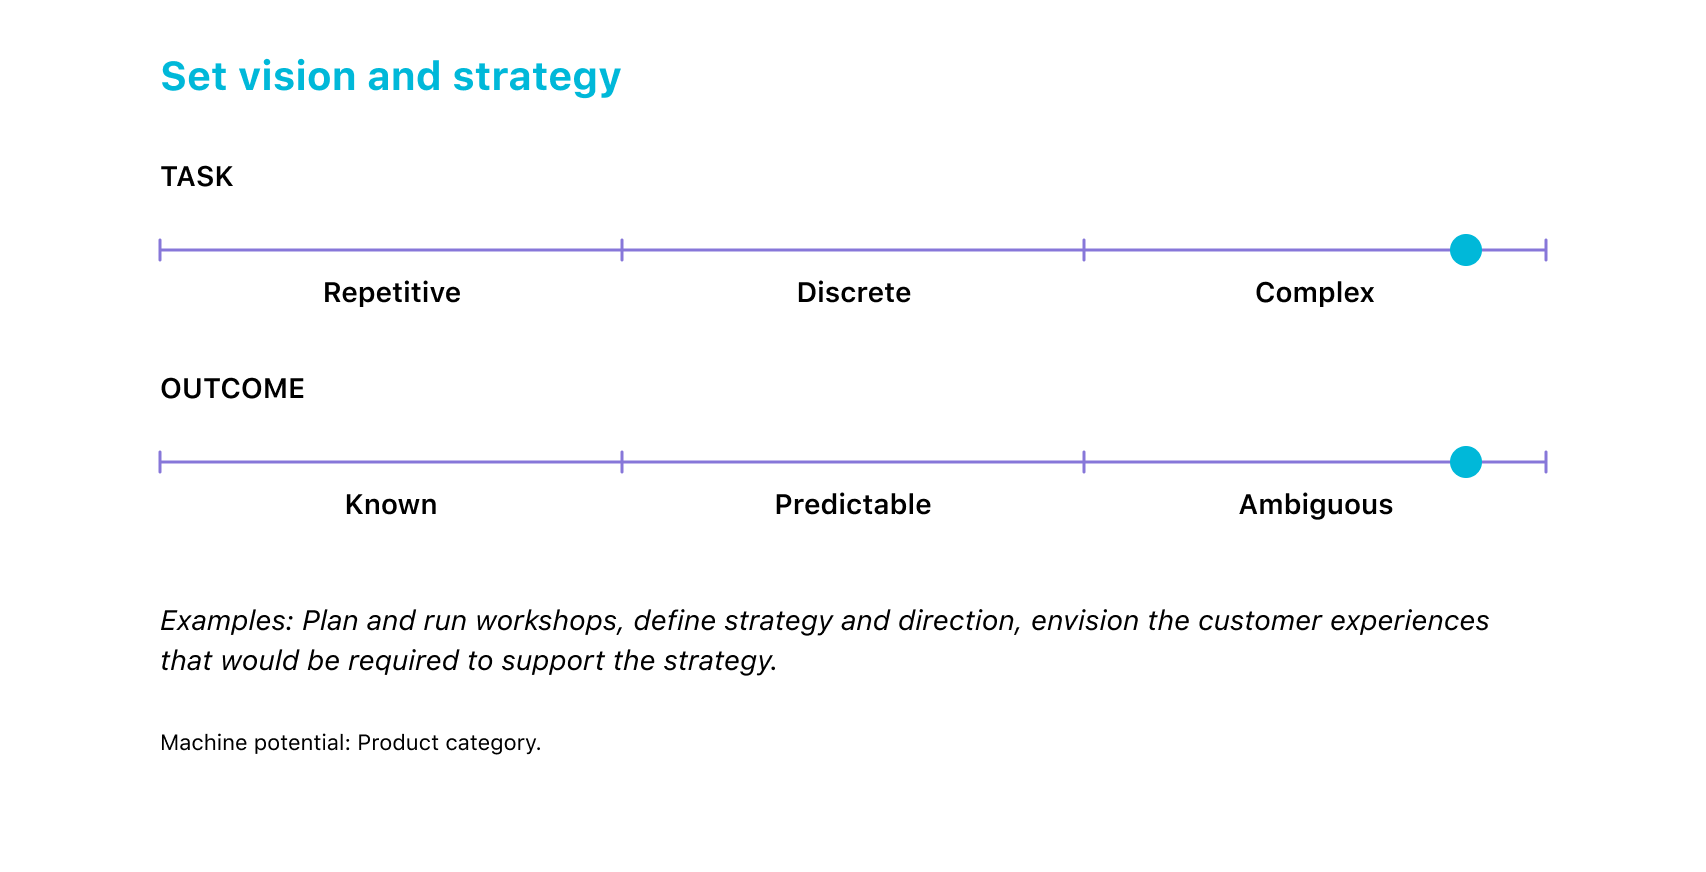 Set vision and strategy
TASK
Repetitive Discrete Complex
OUTCOME
Known Predictable Ambiguous
Examples: Plan and run workshops, define strategy and direction, envision the customer experiences
that would be required to support the strategy.
Machine potential: Product category.